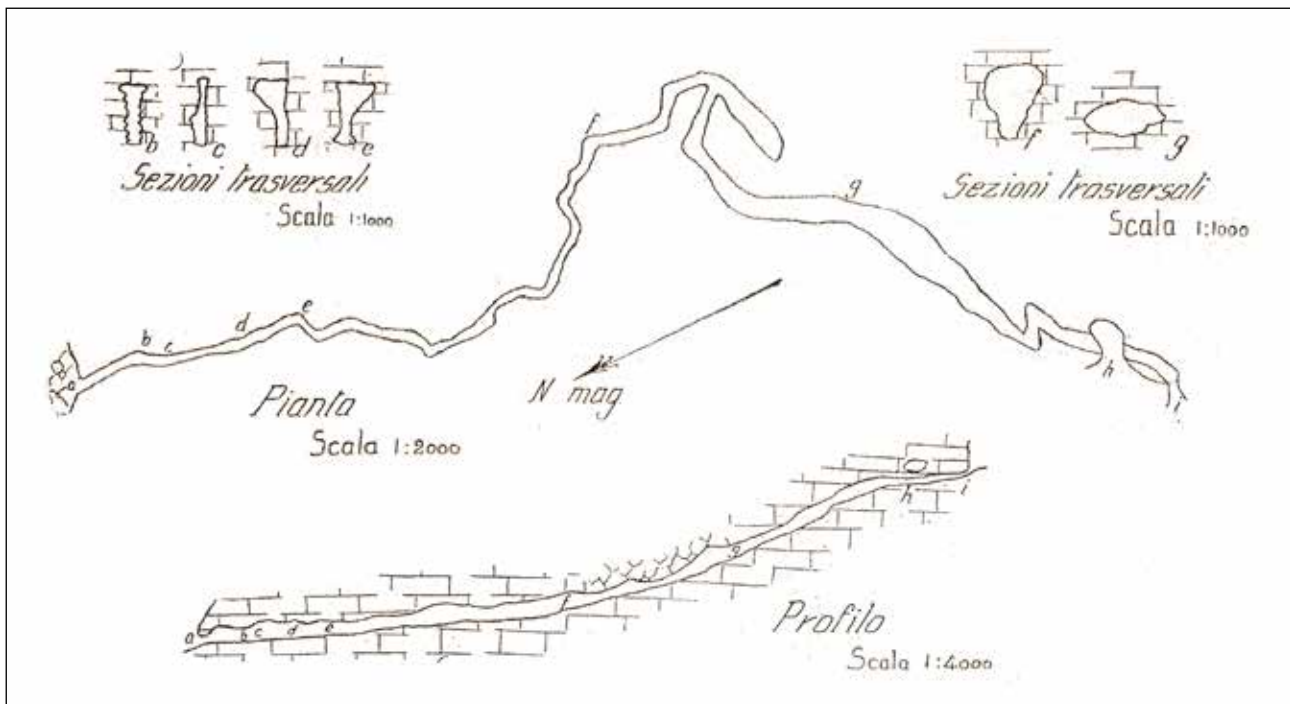 b c d e
Sezioni trasversali
Scala 1:1000
f g
Sezioni trasversali
Scala 1:1000
f
g
e
d
b c
a
h
i
N mag
Pianta
Scala 1:2000
h i
g
f
a b c d e
Profilo
Scala 1:4000